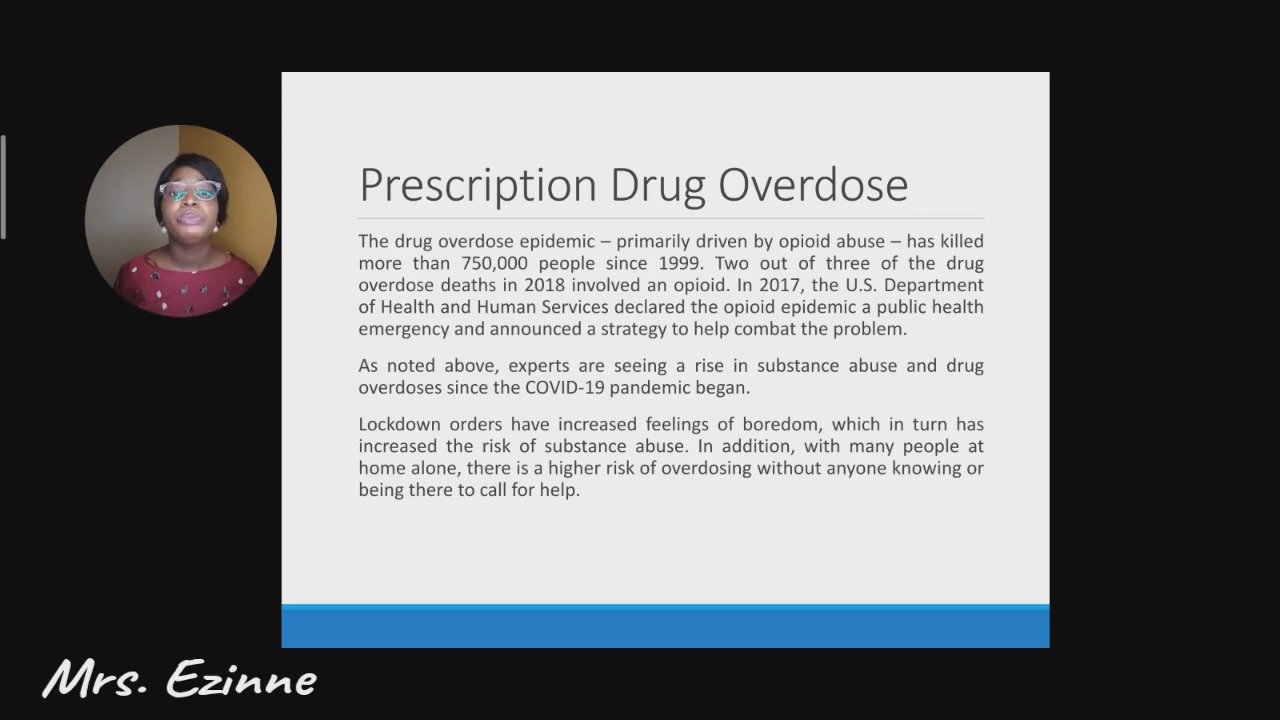 Prescription Drug Overdose
The drug overdose epidemic – primarily driven by opioid abuse – has killed
more than 750,000 people since 1999. Two out of three of the drug
overdose deaths in 2018 involved an opioid. In 2017, the U.S. Department
of Health and Human Services declared the opioid epidemic a public health
emergency and announced a strategy to help combat the problem.
As noted above, experts are seeing a rise in substance abuse and drug
overdoses since the COVID-19 pandemic began.
Lockdown orders have increased feelings of boredom, which in turn has
increased the risk of substance abuse. In addition, with many people at
home alone, there is a higher risk of overdosing without anyone knowing or
being there to call for help.
Mrs. Ezinne